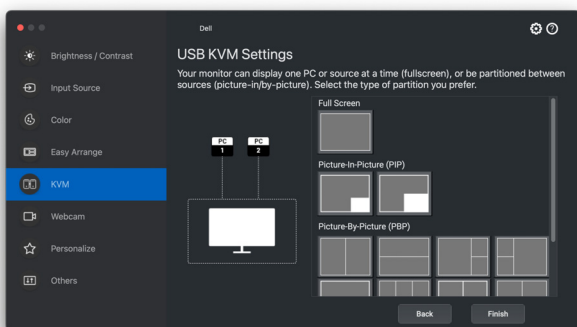 Dell
Brightness / Contrast
Input Source
Color
Easy Arrange
KVM
Webcam
Personalize
Others
USB KVM Settings
Your monitor can display one PC or source at a time (fullscreen), or be partitioned between
sources (picture-in/by-picture). Select the type of partition you prefer.
PC
1
PC
2
Full Screen
Picture-In-Picture (PIP)
Picture-By-Picture (PBP)
Back
Finish